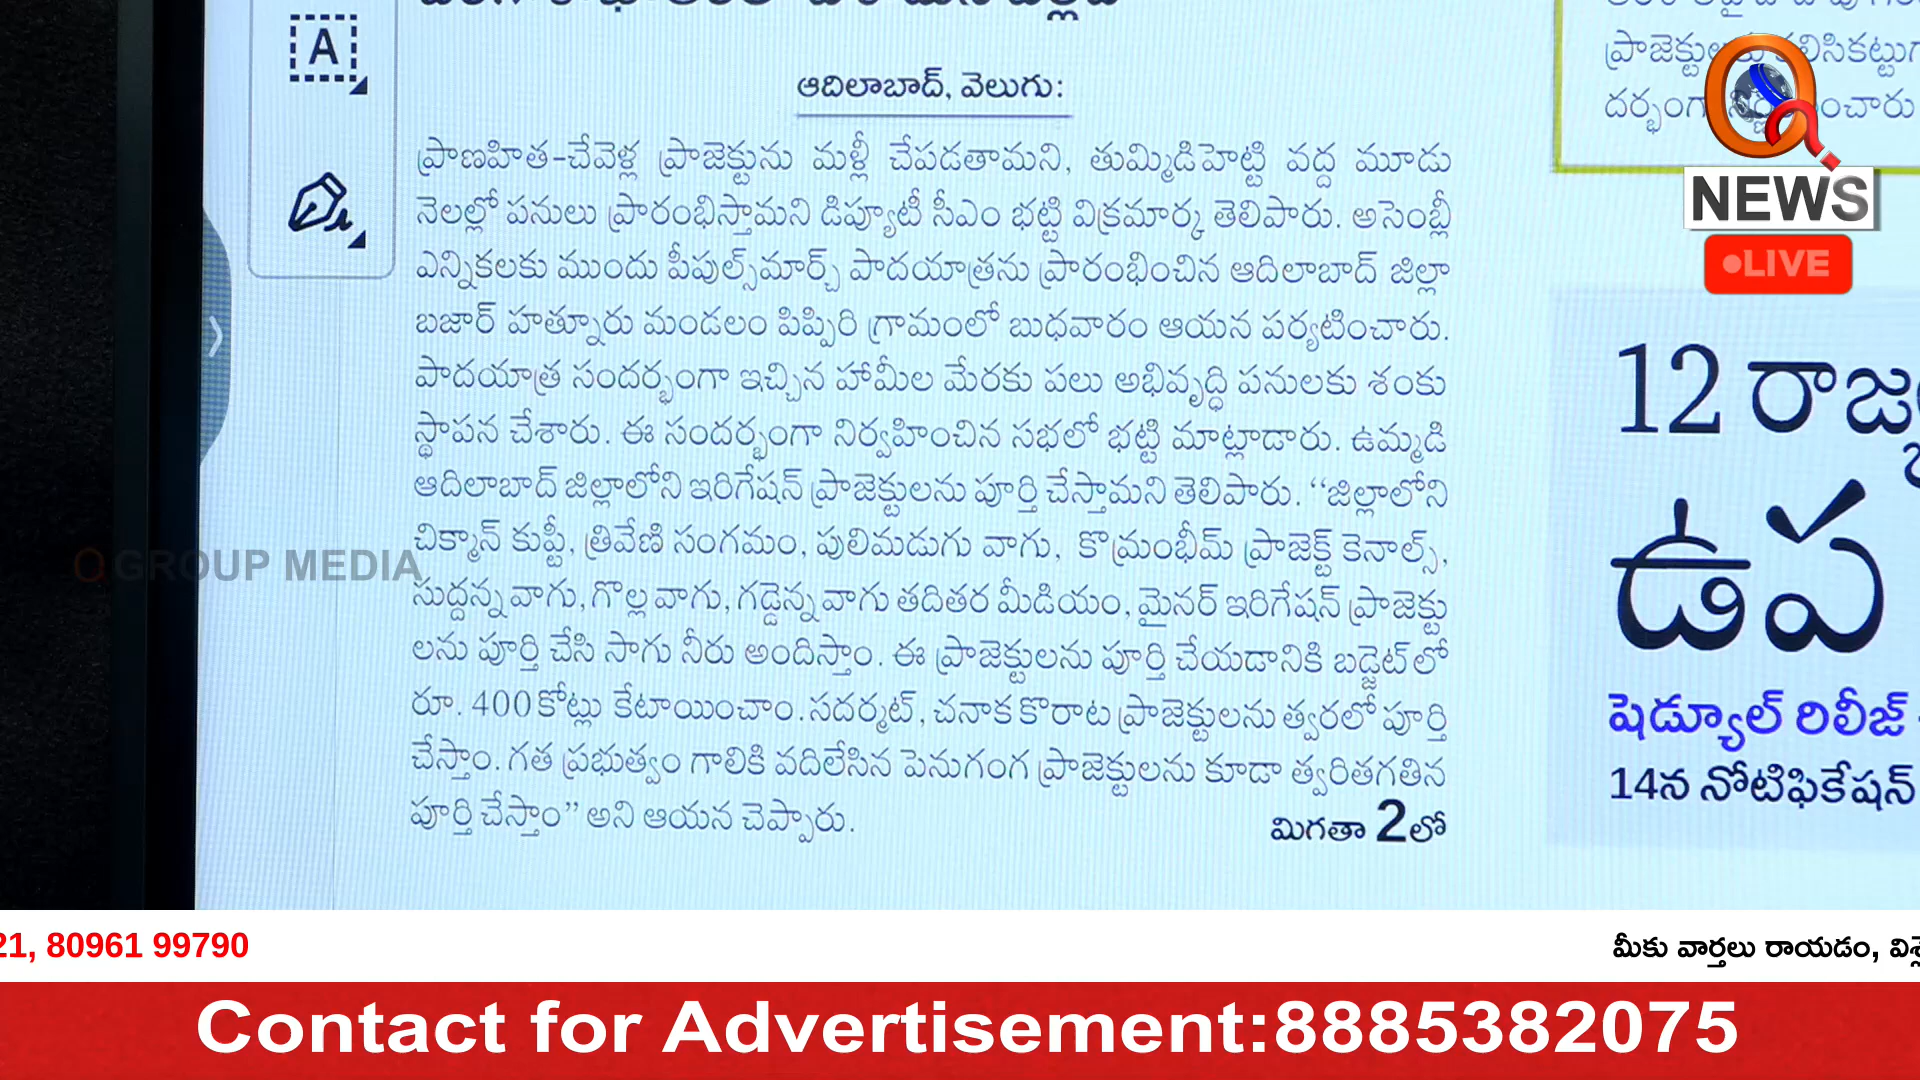 A
ఆదిలాబాద్, వెలుగు:
ప్రాణహిత-చేవెళ్ల ప్రాజెక్టును మళ్లీ చేపడతామని, తుమ్మిడిహెట్టి వద్ద మూడు
నెలల్లో పనులు ప్రారంభిస్తామని డిప్యూటీ సీఎం భట్టి విక్రమార్క తెలిపారు. అసెంబ్లీ
ఎన్నికలకు ముందు పీపుల్స్‌మార్చ్ పాదయాత్రను ప్రారంభించిన ఆదిలాబాద్ జిల్లా
బజార్ హత్నూరు మండలం పిప్పిరి గ్రామంలో బుధవారం ఆయన పర్యటించారు.
పాదయాత్ర సందర్భంగా ఇచ్చిన హామీల మేరకు పలు అభివృద్ధి పనులకు శంకు
స్థాపన చేశారు. ఈ సందర్భంగా నిర్వహించిన సభలో భట్టి మాట్లాడారు. ఉమ్మడి
ఆదిలాబాద్ జిల్లాలోని ఇరిగేషన్ ప్రాజెక్టులను పూర్తి చేస్తామని తెలిపారు. ‘‘జిల్లాలోని
చిక్మాన్ కుప్టీ, త్రివేణి సంగమం, పులిమడుగు వాగు, కొమ్రంభీమ్ ప్రాజెక్ట్ కెనాల్స్,
సుద్దన్న వాగు, గొల్ల వాగు, గడ్డెన్న వాగు తదితర మీడియం, మైనర్ ఇరిగేషన్ ప్రాజెక్టు
లను పూర్తి చేసి సాగు నీరు అందిస్తాం. ఈ ప్రాజెక్టులను పూర్తి చేయడానికి బడ్జెట్‌లో
రూ. 400 కోట్లు కేటాయించాం. సదర్మట్, చనాక కొరాట ప్రాజెక్టులను త్వరలో పూర్తి
చేస్తాం. గత ప్రభుత్వం గాలికి వదిలేసిన పెనుగంగ ప్రాజెక్టులను కూడా త్వరితగతిన
పూర్తి చేస్తాం’’ అని ఆయన చెప్పారు.
మిగతా 2లో
Q GROUP MEDIA
Q
NEWS
LIVE
12
ఉప
షెడ్యూల్ రిలీజ్
14న నోటిఫికేషన్
21, 80961 99790
మీకు వార్తలు రాయడం,
Contact for Advertisement:8885382075